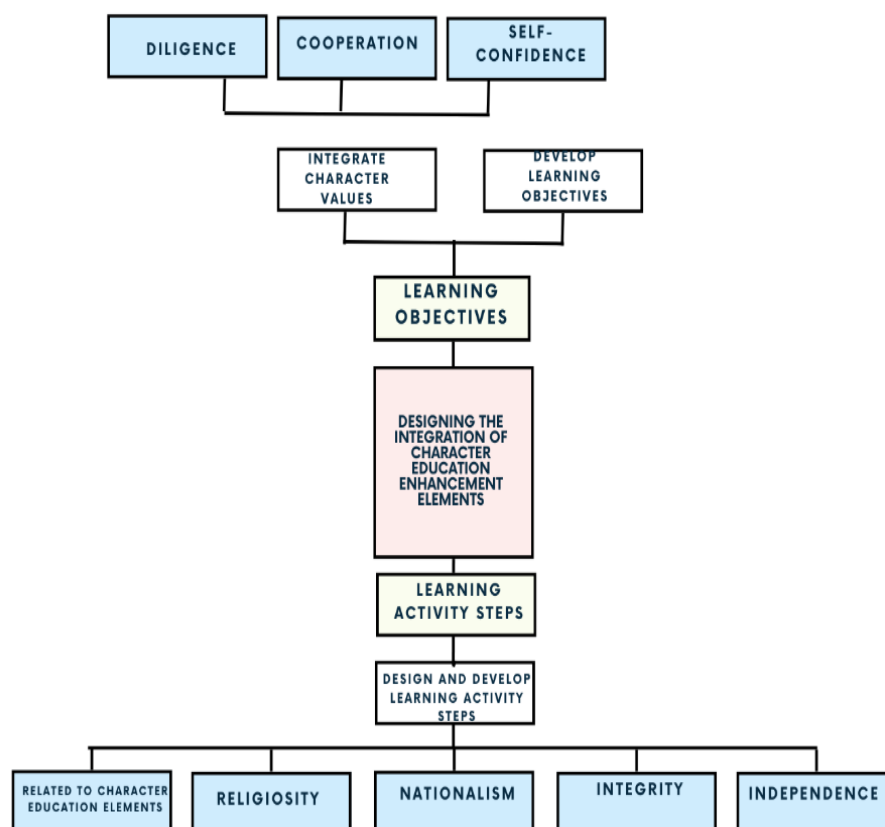 DILIGENCE
COOPERATION
SELF-
CONFIDENCE
INTEGRATE
CHARACTER
VALUES
DEVELOP
LEARNING
OBJECTIVES
LEARNING
OBJECTIVES
DESIGNING THE
INTEGRATION OF
CHARACTER
EDUCATION
ENHANCEMENT
ELEMENTS
LEARNING
ACTIVITY STEPS
DESIGN AND DEVELOP
LEARNING ACTIVITY
STEPS
RELATED TO CHARACTER
EDUCATION ELEMENTS
RELIGIOSITY
NATIONALISM
INTEGRITY
INDEPENDENCE